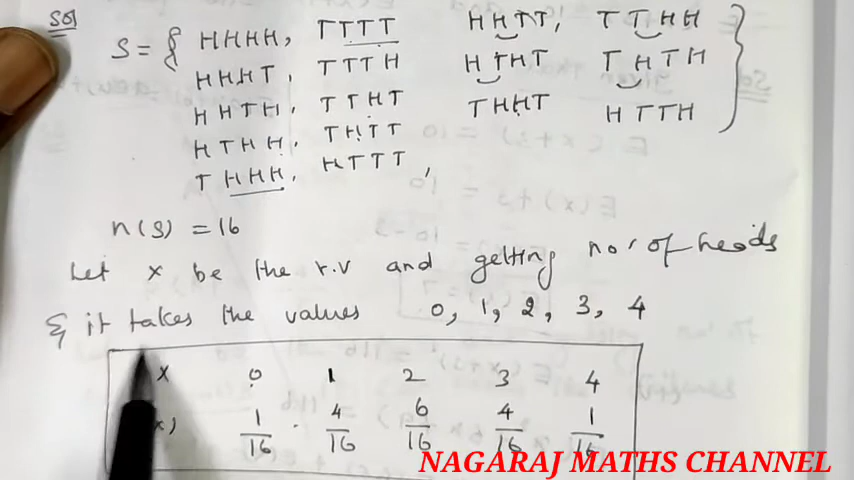 Sol
S = { HHHH, TTTT HHTT, TTHH
HHHT, TTTH HTHT THTH
HHTH, TTHT THHT HTTH }
HTHH, THTT
THHH, HTTT,
n(S) = 16
Let x be the r.v and getting no. of heads
& it takes the values 0, 1, 2, 3, 4
x 0 1 2 3 4
x) 1/16 4/16 6/16 4/16 1/16
NAGARAJ MATHS CHANNEL